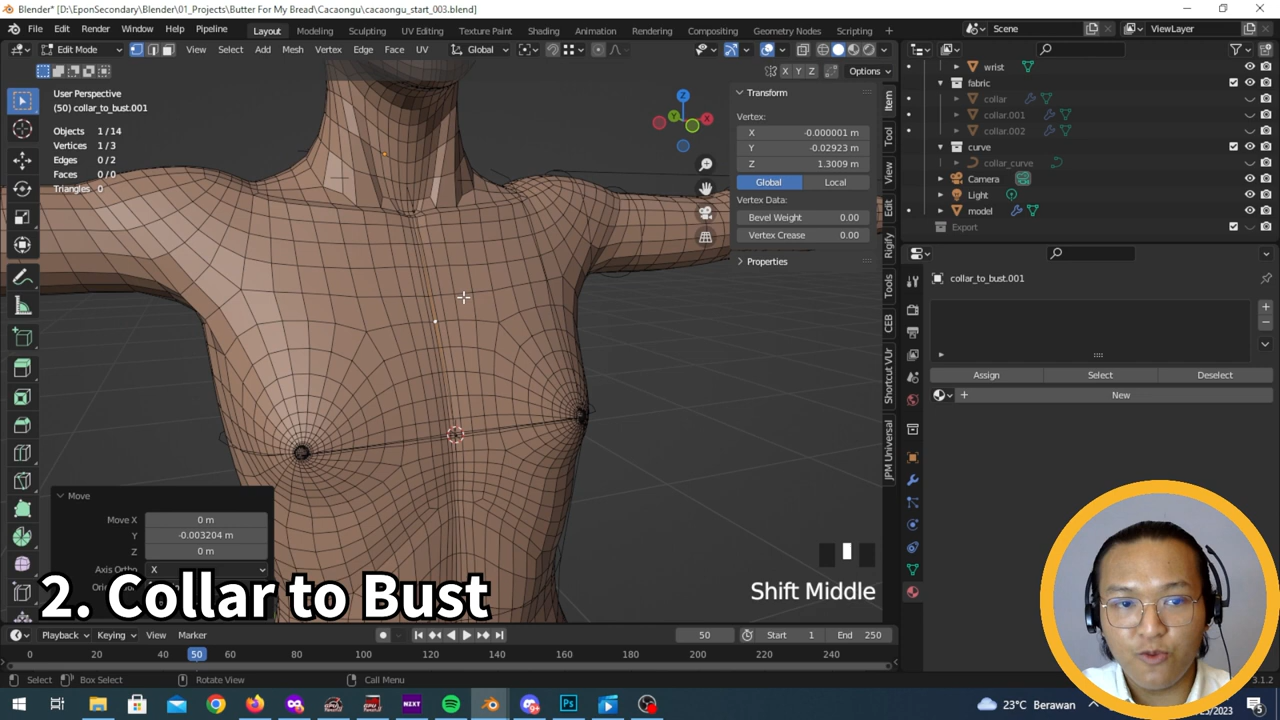 Blender* [D:\EponSecondary\Blender\01_Projects\Butter For My Bread\Cacaongu\cacaongu_start_003.blend]
File Edit Render Window Help Pipeline Layout Modeling Sculpting UV Editing Texture Paint Shading Animation Rendering Compositing Geometry Nodes Scripting + Scene ViewLayer
Edit Mode View Select Add Mesh Vertex Edge Face UV Global
X Y Z Options
User Perspective
(50) collar_to_bust.001
Objects 1/14
Vertices 1/3
Edges 0/2
Faces 0/0
Triangles 0
Z
X
Y
Transform
Vertex:
X -0.000001 m
Y -0.02923 m
Z 1.3009 m
Global Local
Vertex Data:
Bevel Weight 0.00
Vertex Crease 0.00
Properties
Item
Tool
View
Edit
Rigify
Tools
CEB
Shortcut VUr
JPM Universal
wrist
fabric
collar
collar.001
collar.002
curve
collar_curve
Camera
Light
model
Export
collar_to_bust.001
Assign Select Deselect
New
Move
Move X 0 m
Y -0.003204 m
Z 0 m
Axis Ortho X
2. Collar to Bust
Shift Middle
Playback Keying View Marker 50 Start 1 End 250
0 20 40 50 60 80 100 120 140 160 180 200 220 240
Select Box Select Rotate View Call Menu 3.1.2
NZXT Ps 23°C Berawan